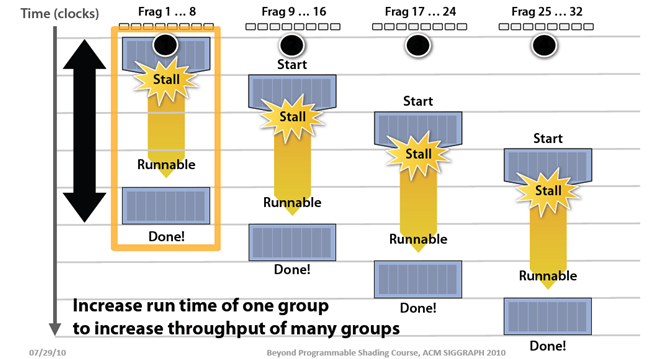 Time (clocks)
Frag 1 … 8
Frag 9 … 16
Frag 17 … 24
Frag 25 … 32
Start
Stall
Start
Stall
Start
Stall
Runnable
Stall
Runnable
Done!
Runnable
Done!
Runnable
Increase run time of one group
to increase throughput of many groups
Done!
Done!
07/29/10
Beyond Programmable Shading Course, ACM SIGGRAPH 2010